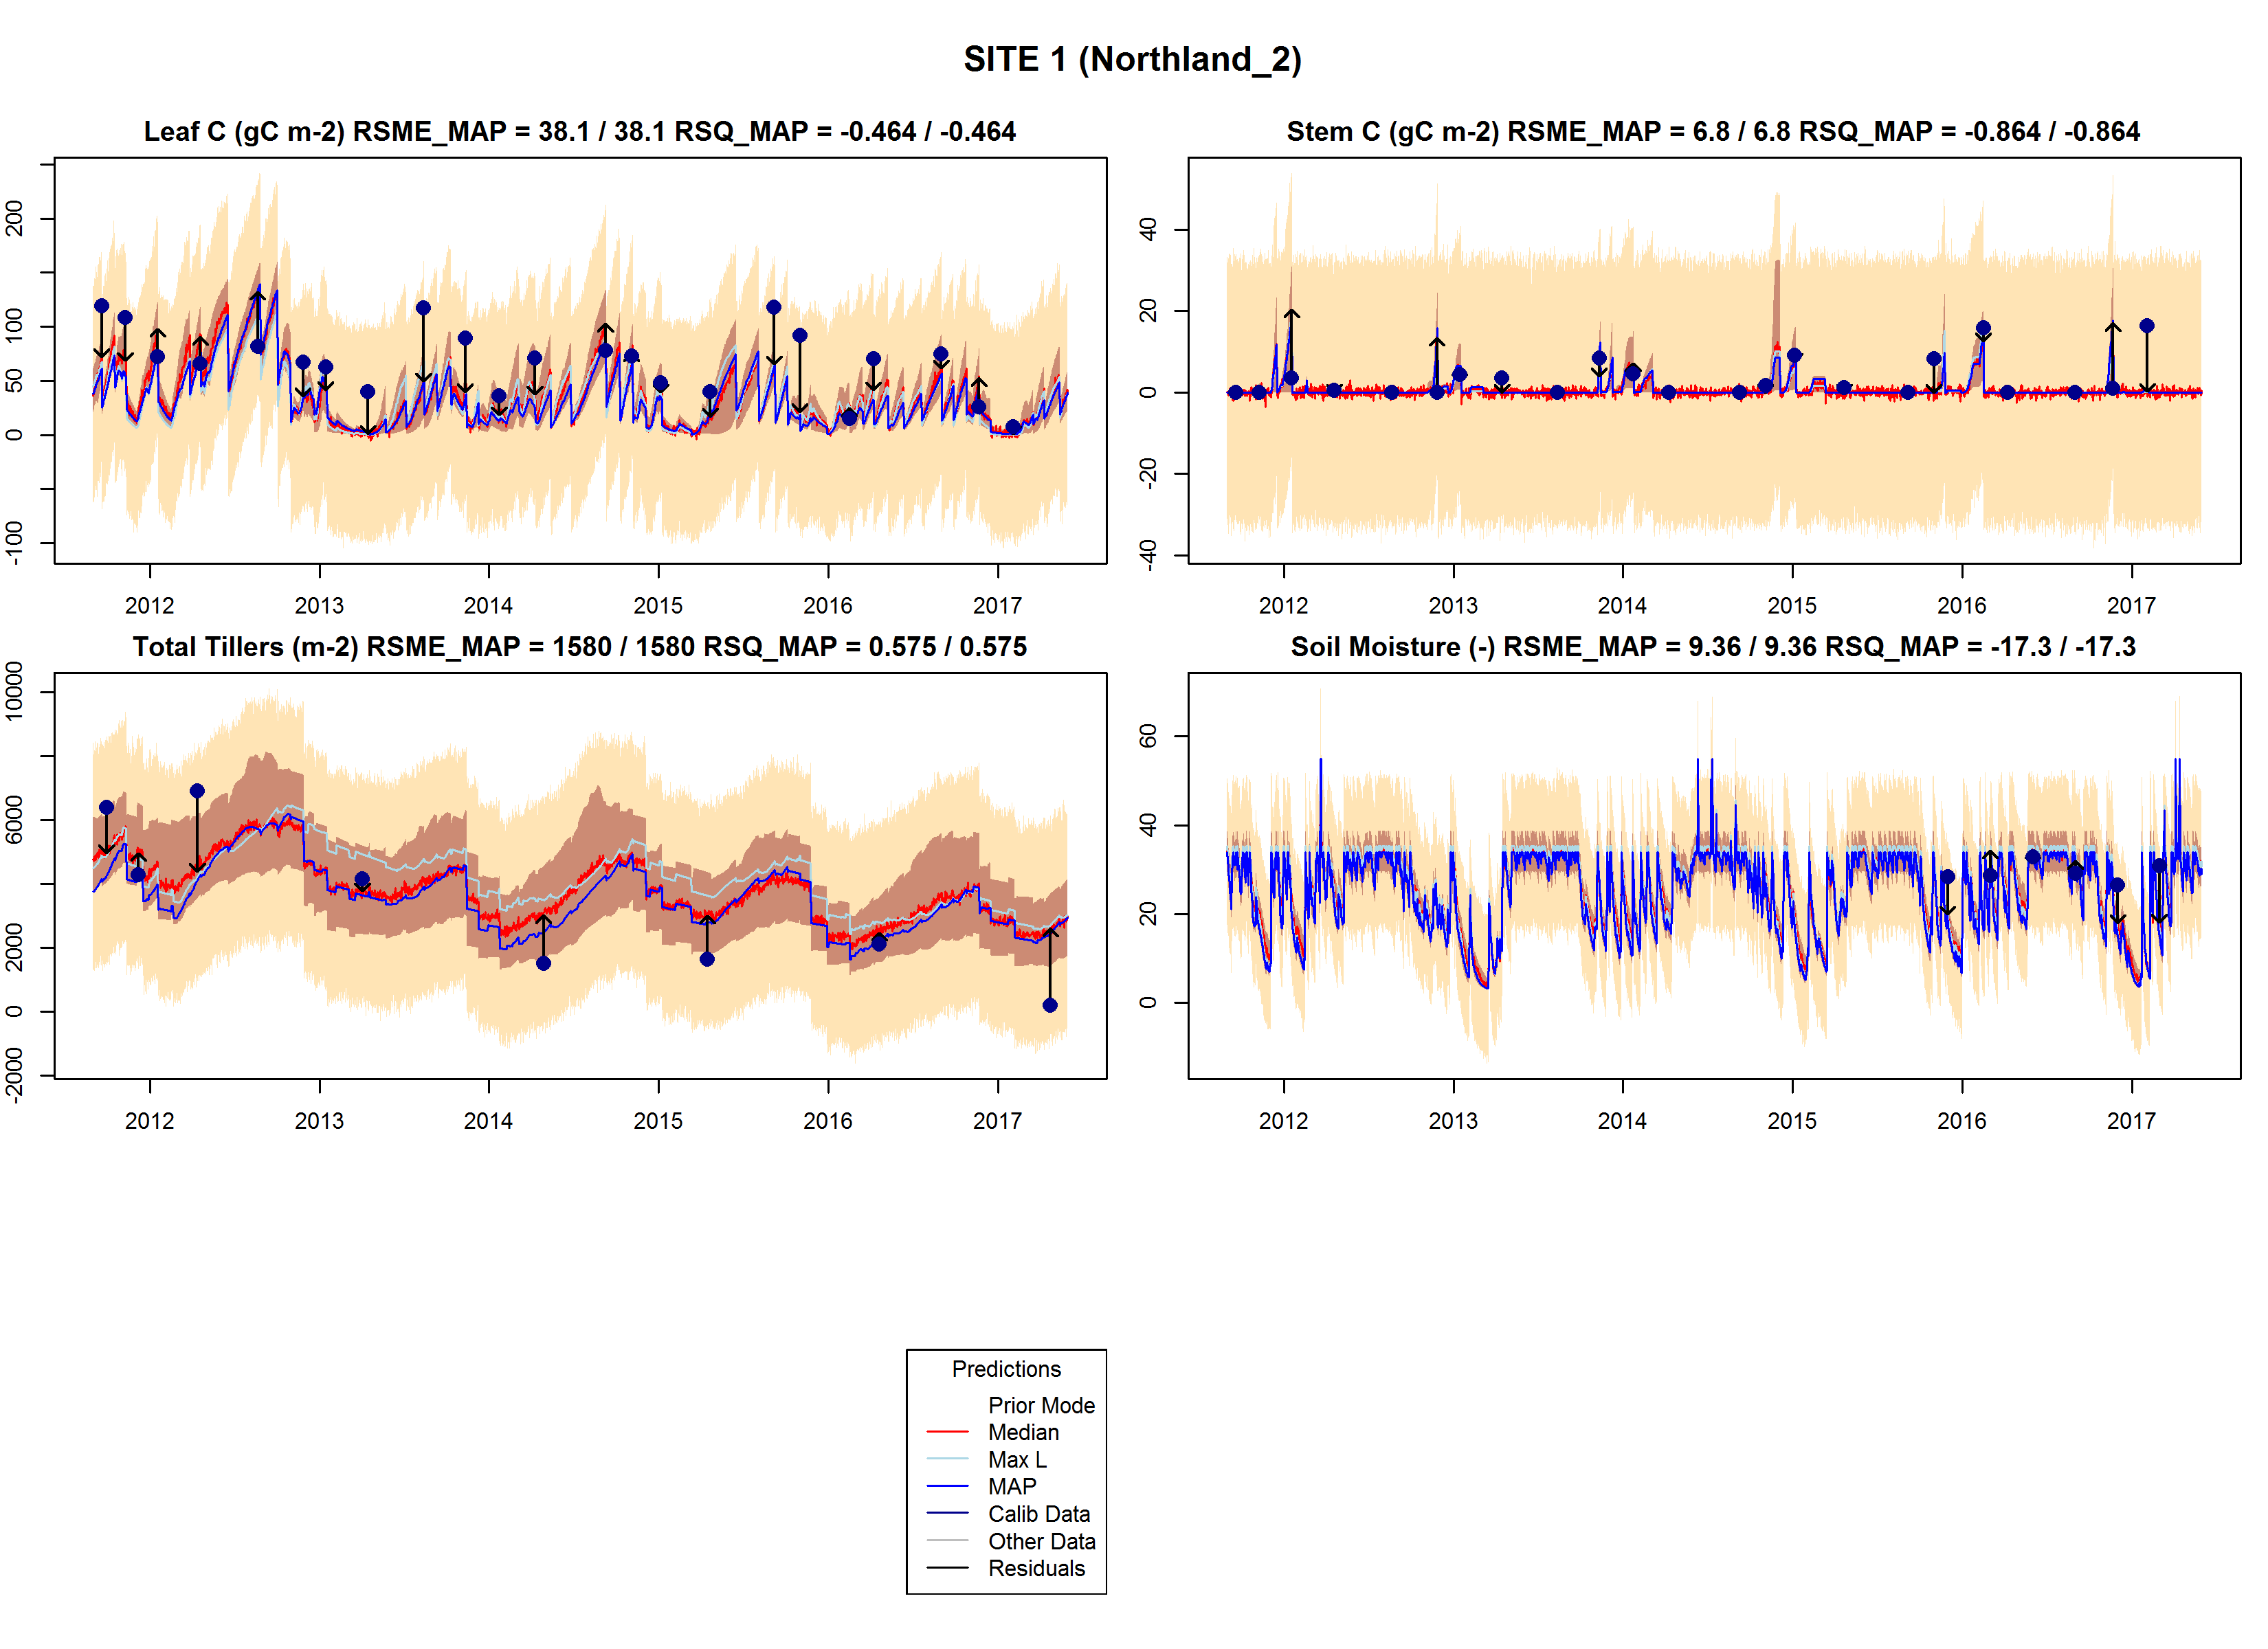 SITE 1 (Northland_2)
Leaf C (gC m-2) RSME_MAP = 38.1 / 38.1 RSQ_MAP = -0.464 / -0.464
200
100
50
0
-100
2012 2013 2014 2015 2016 2017
Stem C (gC m-2) RSME_MAP = 6.8 / 6.8 RSQ_MAP = -0.864 / -0.864
40
20
0
-20
-40
2012 2013 2014 2015 2016 2017
Total Tillers (m-2) RSME_MAP = 1580 / 1580 RSQ_MAP = 0.575 / 0.575
10000
6000
2000
0
-2000
2012 2013 2014 2015 2016 2017
Soil Moisture (-) RSME_MAP = 9.36 / 9.36 RSQ_MAP = -17.3 / -17.3
60
40
20
0
2012 2013 2014 2015 2016 2017
Predictions
Prior Mode
Median
Max L
MAP
Calib Data
Other Data
Residuals